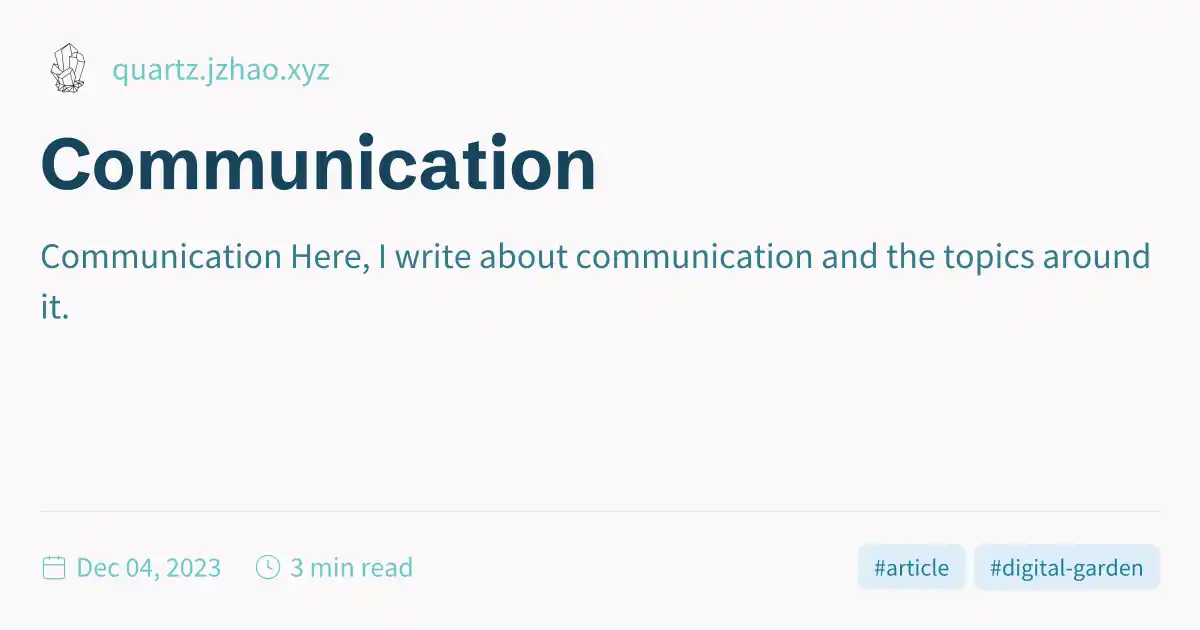 quartz.jzhao.xyz
Communication
Communication Here, I write about communication and the topics around
it.
Dec 04, 2023 3 min read #article #digital-garden